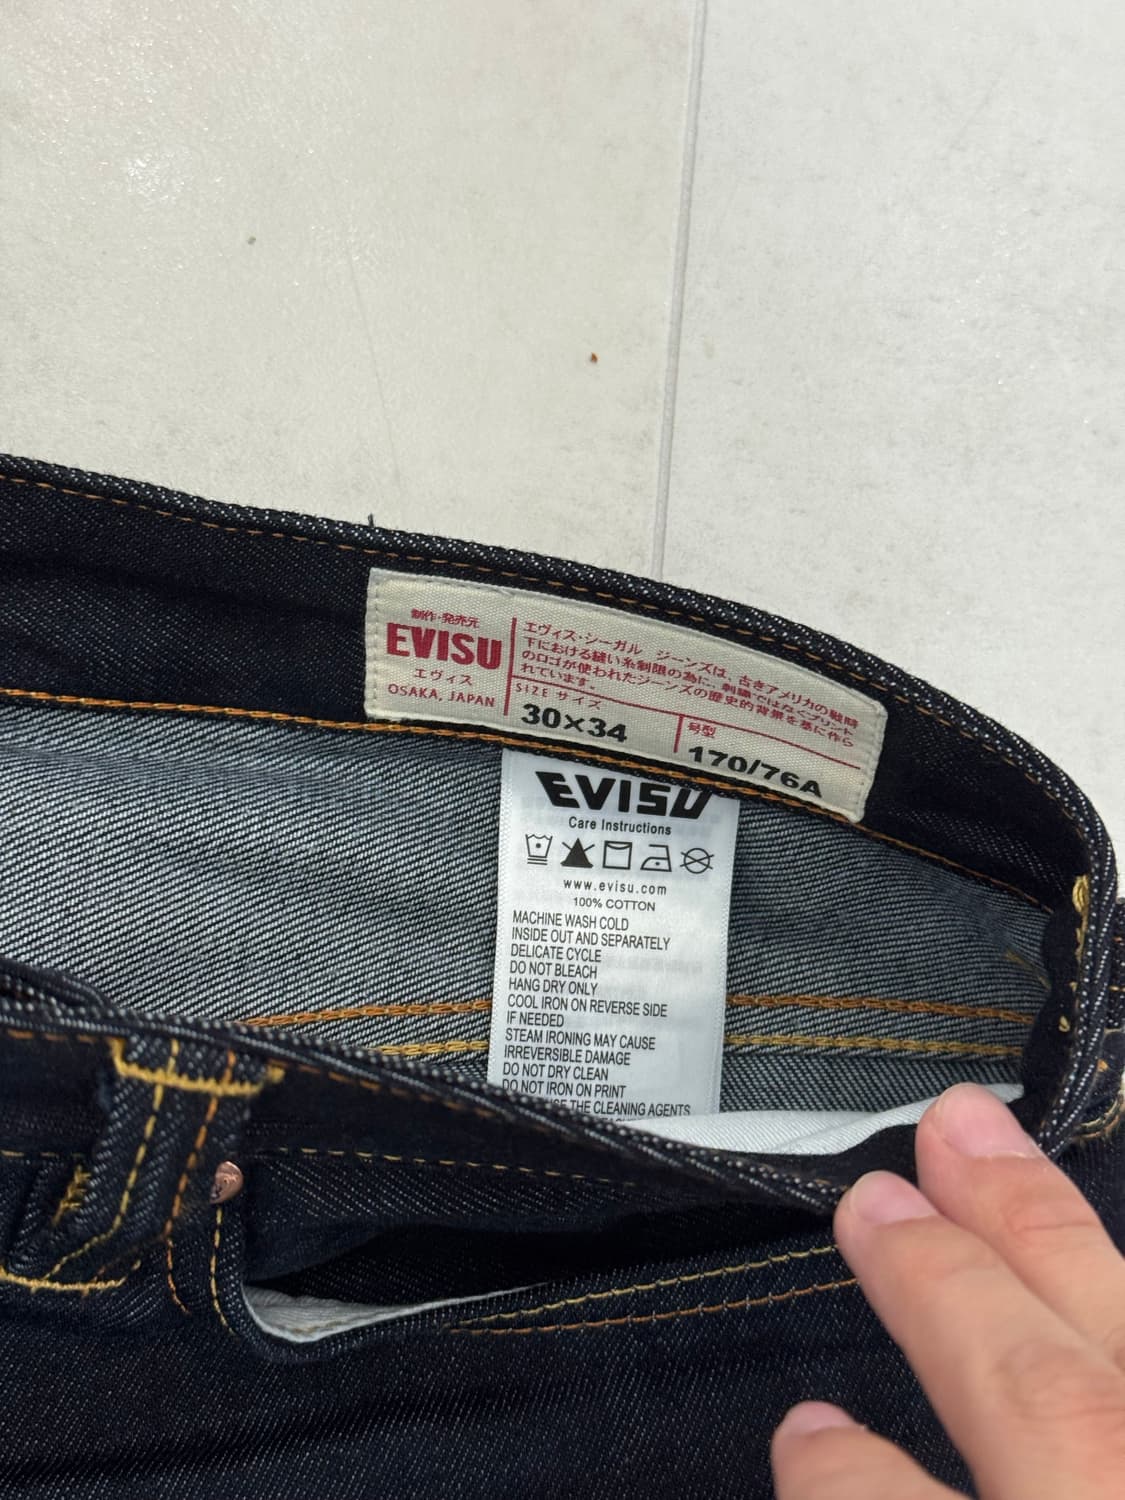 制作・発売元
EVISU
エヴィス
OSAKA, JAPAN
エヴィス・シーガル ジーンズは、古きアメリカの戦時
下における縫い糸制限の為に、刺繍ではなくプリント
のロゴが使われたジーンズの歴史的背景を基に作ら
れています。
SIZE サイズ
30×34
号型
170/76A
EVISU
Care Instructions
www.evisu.com
100% COTTON
MACHINE WASH COLD
INSIDE OUT AND SEPARATELY
DELICATE CYCLE
DO NOT BLEACH
HANG DRY ONLY
COOL IRON ON REVERSE SIDE
IF NEEDED
STEAM IRONING MAY CAUSE
IRREVERSIBLE DAMAGE
DO NOT DRY CLEAN
DO NOT IRON ON PRINT
THE CLEANING AGENTS